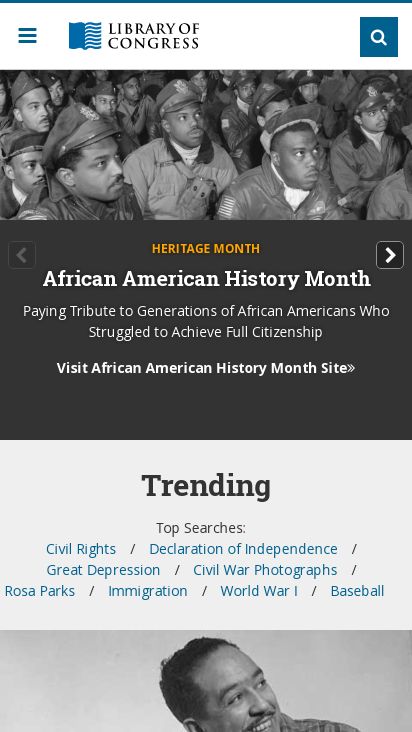 LIBRARY OF
CONGRESS
HERITAGE MONTH
African American History Month
Paying Tribute to Generations of African Americans Who
Struggled to Achieve Full Citizenship
Visit African American History Month Site»
Trending
Top Searches:
Civil Rights / Declaration of Independence /
Great Depression / Civil War Photographs /
Rosa Parks / Immigration / World War I / Baseball